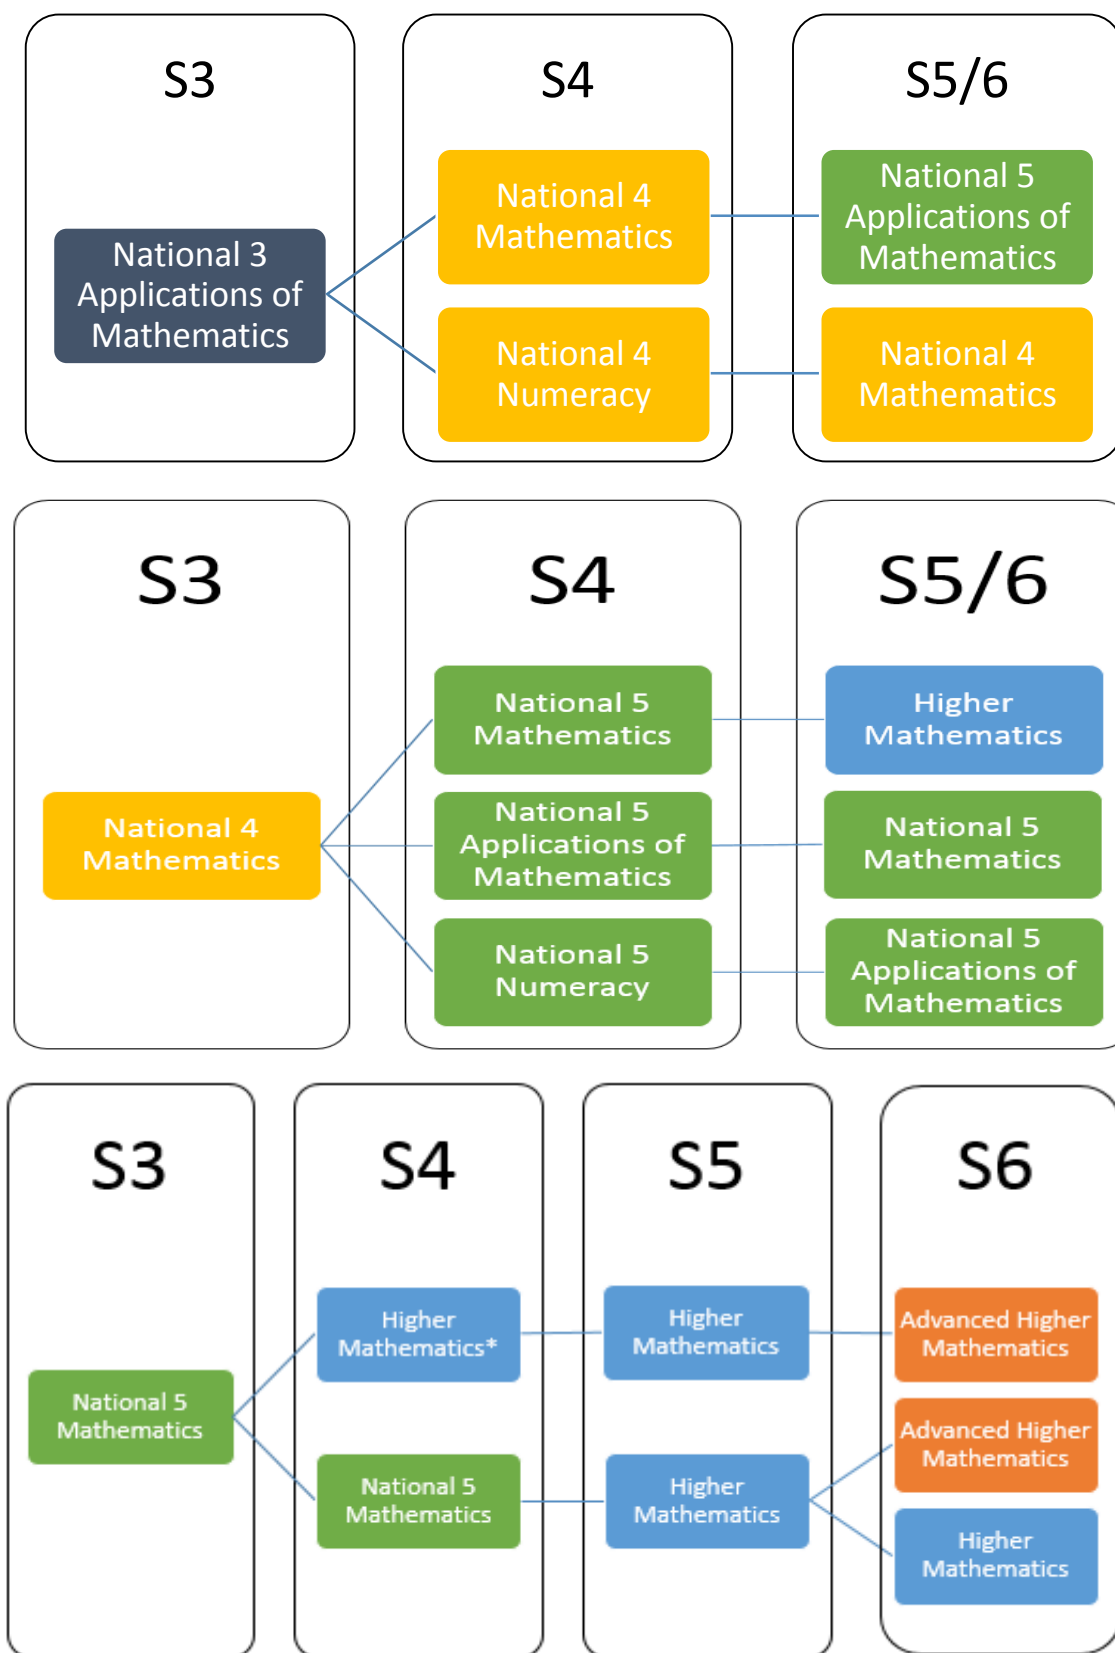 S3
S4
S5/6
National 3
Applications of
Mathematics
National 4
Mathematics
National 4
Numeracy
National 5
Applications of
Mathematics
National 4
Mathematics
S3
S4
S5/6
National 4
Mathematics
National 5
Mathematics
National 5
Applications of
Mathematics
National 5
Numeracy
Higher
Mathematics
National 5
Mathematics
National 5
Applications of
Mathematics
S3
S4
S5
S6
National 5
Mathematics
Higher
Mathematics*
National 5
Mathematics
Higher
Mathematics
Higher
Mathematics
Advanced Higher
Mathematics
Advanced Higher
Mathematics
Higher
Mathematics